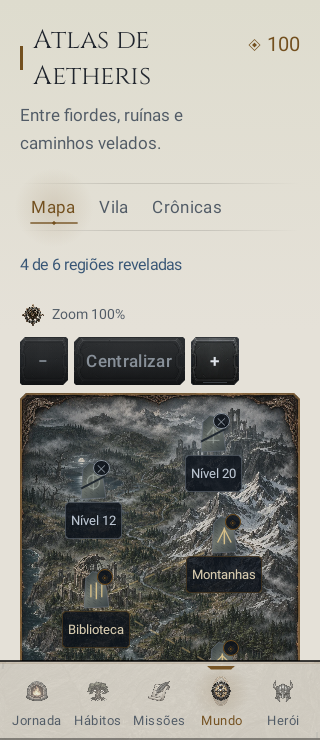 Atlas de
Aetheris
100
Entre fiordes, ruínas e
caminhos velados.
Mapa Vila Crônicas
4 de 6 regiões reveladas
Zoom 100%
− Centralizar +
Nível 20
Nível 12
Montanhas
Biblioteca
Jornada Hábitos Missões Mundo Herói